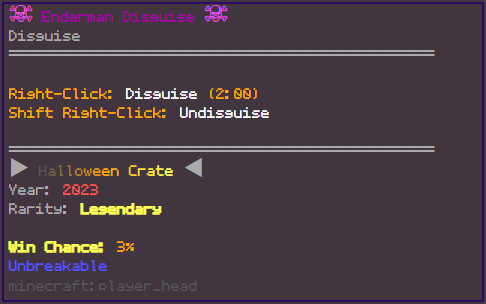 ☠ Enderman Disguise ☠
Disguise
Right-Click: Disguise (2:00)
Shift Right-Click: Undisguise
▶ Halloween Crate ◀
Year: 2023
Rarity: Legendary
Win Chance: 3%
Unbreakable
minecraft:player_head